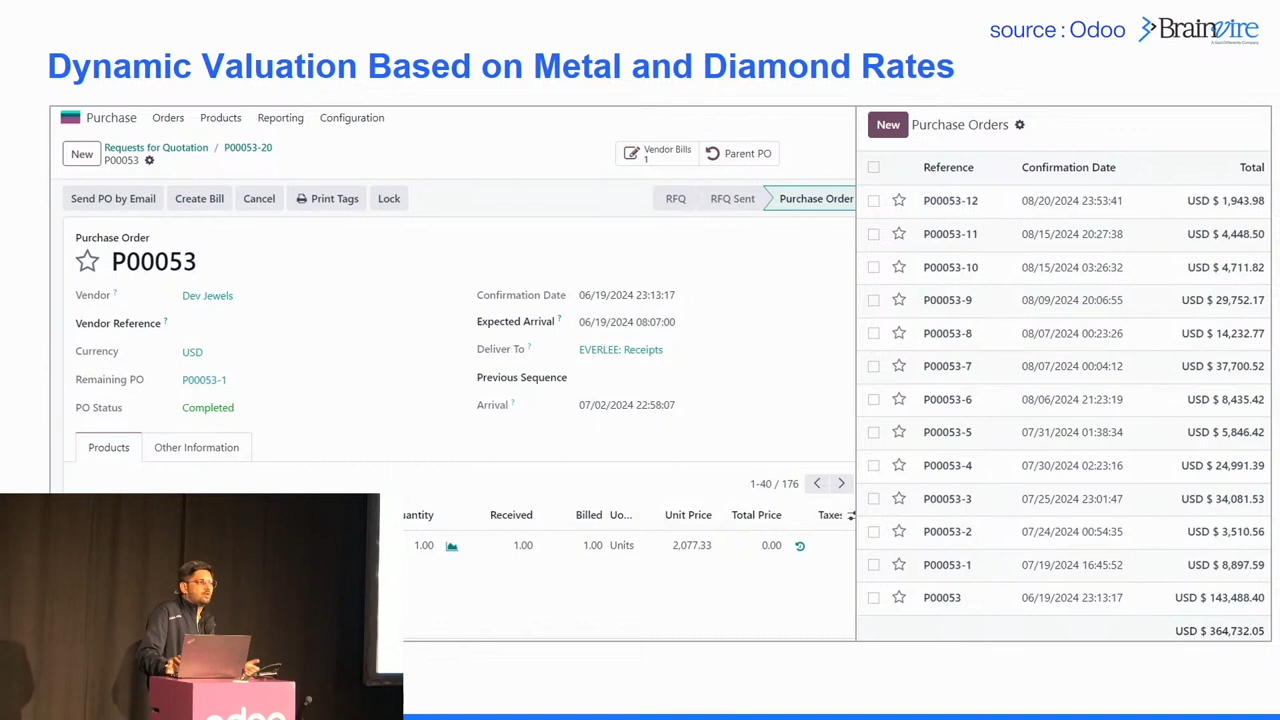 source : Odoo
Brainvire
Dynamic Valuation Based on Metal and Diamond Rates
Purchase Orders Products Reporting Configuration
New Requests for Quotation / P00053-20
P00053
Vendor Bills
1
Parent PO
Send PO by Email Create Bill Cancel Print Tags Lock
RFQ RFQ Sent Purchase Order
Purchase Order
P00053
Vendor ? Dev Jewels
Confirmation Date 06/19/2024 23:13:17
Vendor Reference ?
Expected Arrival ? 06/19/2024 08:07:00
Currency USD
Deliver To ? EVERLEE: Receipts
Remaining PO P00053-1
Previous Sequence
PO Status Completed
Arrival ? 07/02/2024 22:58:07
Products Other Information
1-40 / 176
uantity Received Billed Uo... Unit Price Total Price Taxes
1.00 1.00 1.00 Units 2,077.33 0.00
New Purchase Orders
Reference Confirmation Date Total
P00053-12 08/20/2024 23:53:41 USD $ 1,943.98
P00053-11 08/15/2024 20:27:38 USD $ 4,448.50
P00053-10 08/15/2024 03:26:32 USD $ 4,711.82
P00053-9 08/09/2024 20:06:55 USD $ 29,752.17
P00053-8 08/07/2024 00:23:26 USD $ 14,232.77
P00053-7 08/07/2024 00:04:12 USD $ 37,700.52
P00053-6 08/06/2024 21:23:19 USD $ 8,435.42
P00053-5 07/31/2024 01:38:34 USD $ 5,846.42
P00053-4 07/30/2024 02:23:16 USD $ 24,991.39
P00053-3 07/25/2024 23:01:47 USD $ 34,081.53
P00053-2 07/24/2024 00:54:35 USD $ 3,510.56
P00053-1 07/19/2024 16:45:52 USD $ 8,897.59
P00053 06/19/2024 23:13:17 USD $ 143,488.40
USD $ 364,732.05
odoo